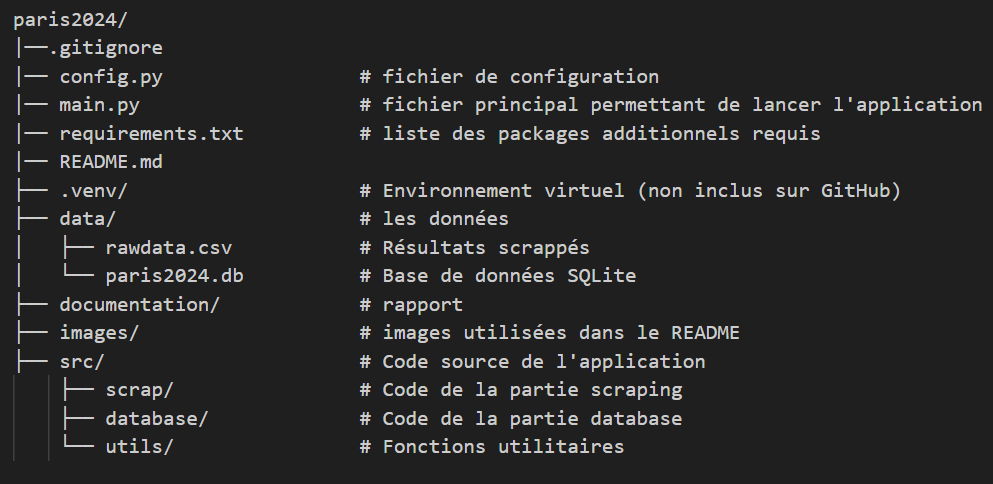 paris2024/
│──.gitignore
│── config.py                 # fichier de configuration
│── main.py                   # fichier principal permettant de lancer l'application
│── requirements.txt          # liste des packages additionnels requis
│── README.md
├── .venv/                    # Environnement virtuel (non inclus sur GitHub)
├── data/                     # les données
│   ├── rawdata.csv           # Résultats scrappés
│   └── paris2024.db          # Base de données SQLite
├── documentation/            # rapport
├── images/                   # images utilisées dans le README
├── src/                      # Code source de l'application
    ├── scrap/                # Code de la partie scraping
    ├── database/             # Code de la partie database
    └── utils/                # Fonctions utilitaires